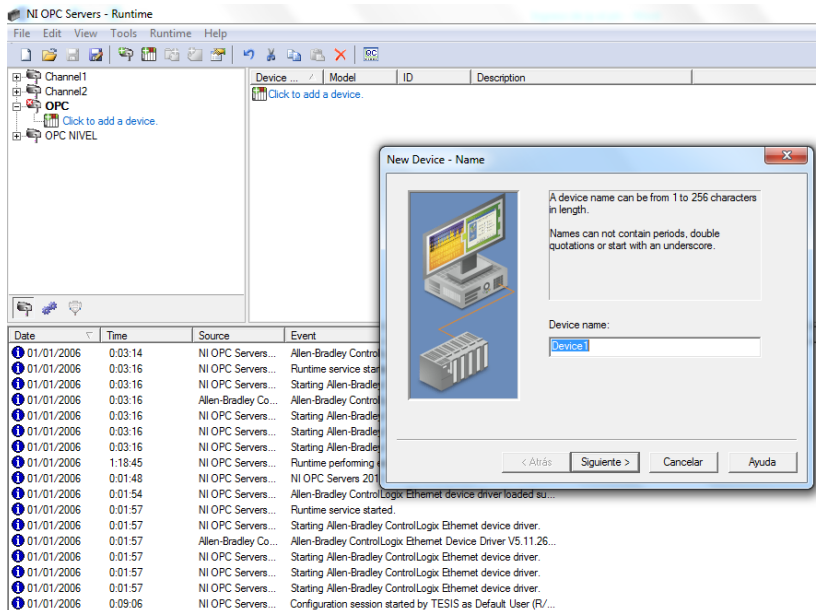 NI OPC Servers - Runtime
File Edit View Tools Runtime Help
Channel1
Channel2
OPC
Click to add a device.
OPC NIVEL
Device ... Model ID Description
Click to add a device.
New Device - Name
A device name can be from 1 to 256 characters
in length.
Names can not contain periods, double
quotations or start with an underscore.
Device name:
Device1
< Atrás Siguiente > Cancelar Ayuda
Date Time Source Event
01/01/2006 0:03:14 NI OPC Servers... Allen-Bradley Control
01/01/2006 0:03:16 NI OPC Servers... Runtime service star
01/01/2006 0:03:16 NI OPC Servers... Starting Allen-Bradley
01/01/2006 0:03:16 Allen-Bradley Co... Allen-Bradley Control
01/01/2006 0:03:16 NI OPC Servers... Starting Allen-Bradley
01/01/2006 0:03:16 NI OPC Servers... Starting Allen-Bradley
01/01/2006 0:03:16 NI OPC Servers... Starting Allen-Bradley
01/01/2006 1:18:45 NI OPC Servers... Runtime performing
01/01/2006 0:01:48 NI OPC Servers... NI OPC Servers 201
01/01/2006 0:01:54 NI OPC Servers... Allen-Bradley ControlLogix Ethernet device driver loaded su...
01/01/2006 0:01:57 NI OPC Servers... Runtime service started.
01/01/2006 0:01:57 NI OPC Servers... Starting Allen-Bradley ControlLogix Ethernet device driver.
01/01/2006 0:01:57 Allen-Bradley Co... Allen-Bradley ControlLogix Ethernet Device Driver V5.11.26...
01/01/2006 0:01:57 NI OPC Servers... Starting Allen-Bradley ControlLogix Ethernet device driver.
01/01/2006 0:01:57 NI OPC Servers... Starting Allen-Bradley ControlLogix Ethernet device driver.
01/01/2006 0:01:57 NI OPC Servers... Starting Allen-Bradley ControlLogix Ethernet device driver.
01/01/2006 0:09:06 NI OPC Servers... Configuration session started by TESIS as Default User (R/...